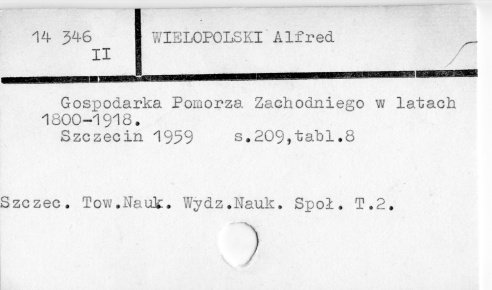 14 346
II
WIELOPOLSKI Alfred
Gospodarka Pomorza Zachodniego w latach
1800-1918.
Szczecin 1959 s.209,tabl.8
Szczec. Tow.Nauk. Wydz.Nauk. Społ. T.2.